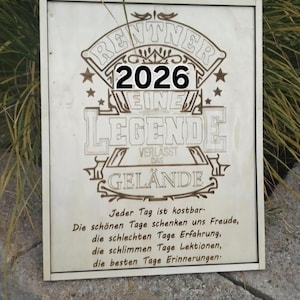 RENTNER
2026
EINE
LEGENDE
VERLÄSST
DAS
GELÄNDE
Jeder Tag ist kostbar.
Die schönen Tage schenken uns Freude,
die schlechten Tage Erfahrung,
die schlimmen Tage Lektionen,
die besten Tage Erinnerungen.